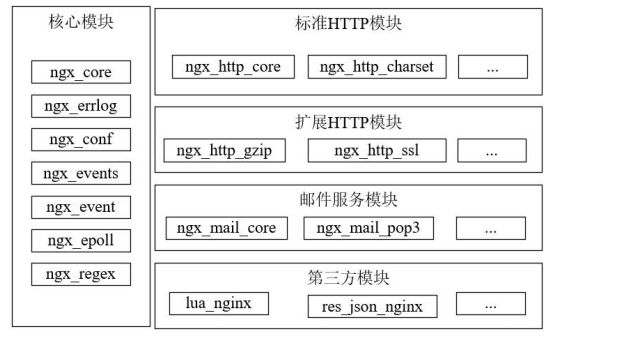 核心模块
ngx_core
ngx_errlog
ngx_conf
ngx_events
ngx_event
ngx_epoll
ngx_regex
标准HTTP模块
ngx_http_core
ngx_http_charset
...
扩展HTTP模块
ngx_http_gzip
ngx_http_ssl
...
邮件服务模块
ngx_mail_core
ngx_mail_pop3
...
第三方模块
lua_nginx
res_json_nginx
...